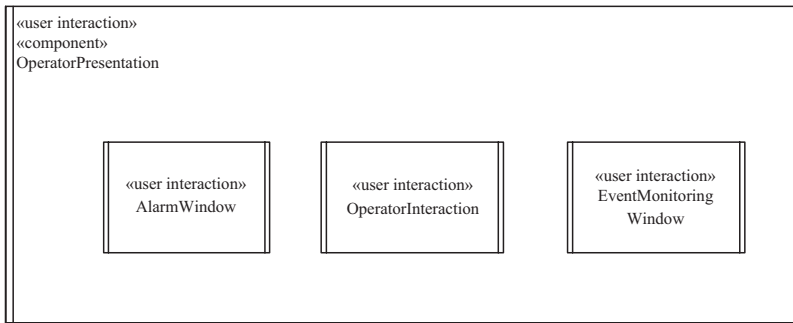 «user interaction»
«component»
OperatorPresentation
«user interaction»
AlarmWindow
«user interaction»
OperatorInteraction
«user interaction»
EventMonitoring
Window